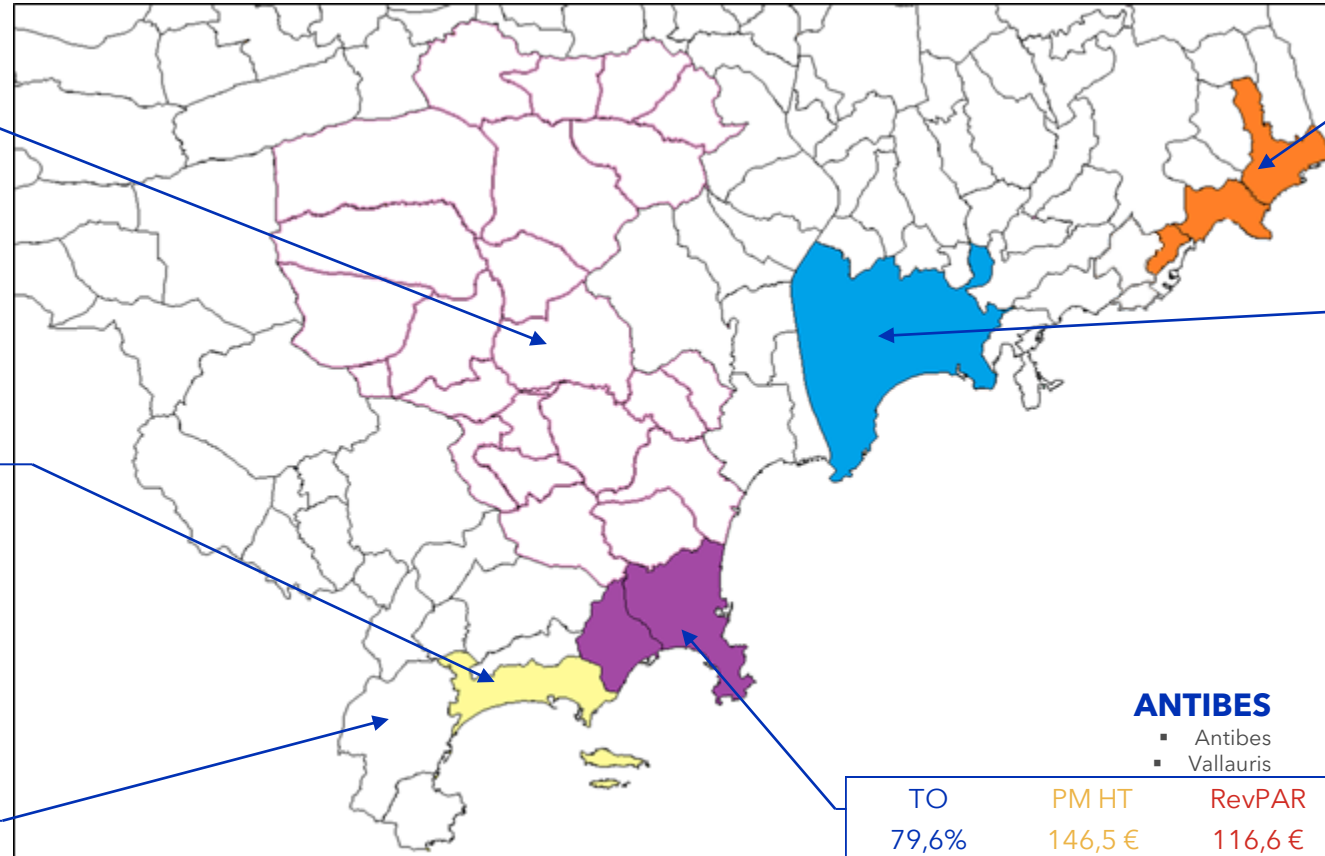 ANTIBES
▪ Antibes
▪ Vallauris
TO PM HT RevPAR
79,6% 146,5 € 116,6 €